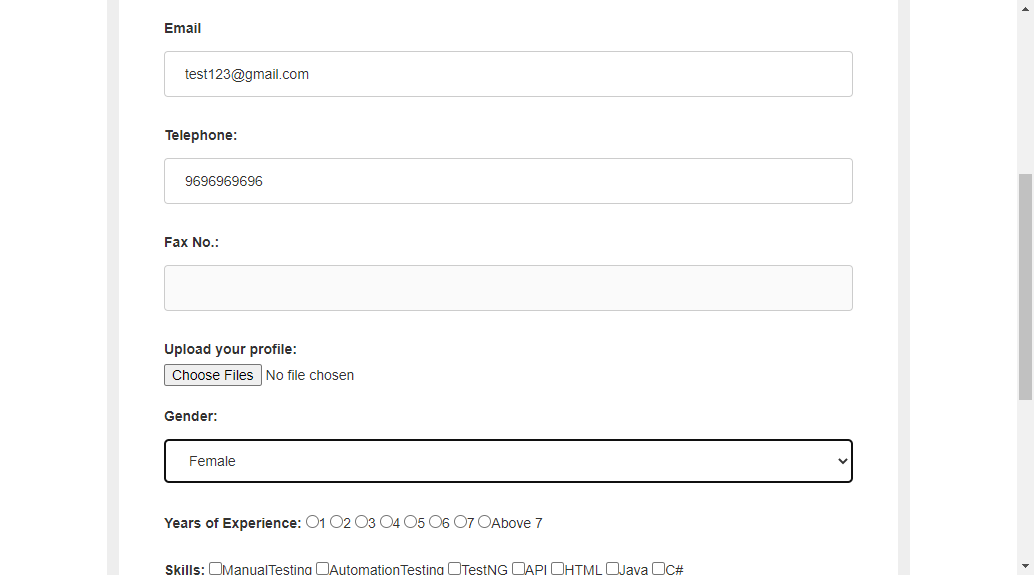 Email
test123@gmail.com
Telephone:
9696969696
Fax No.:
Upload your profile:
Choose Files No file chosen
Gender:
Female
Years of Experience: 1 2 3 4 5 6 7 Above 7
Skills: ManualTesting AutomationTesting TestNG API HTML Java C#